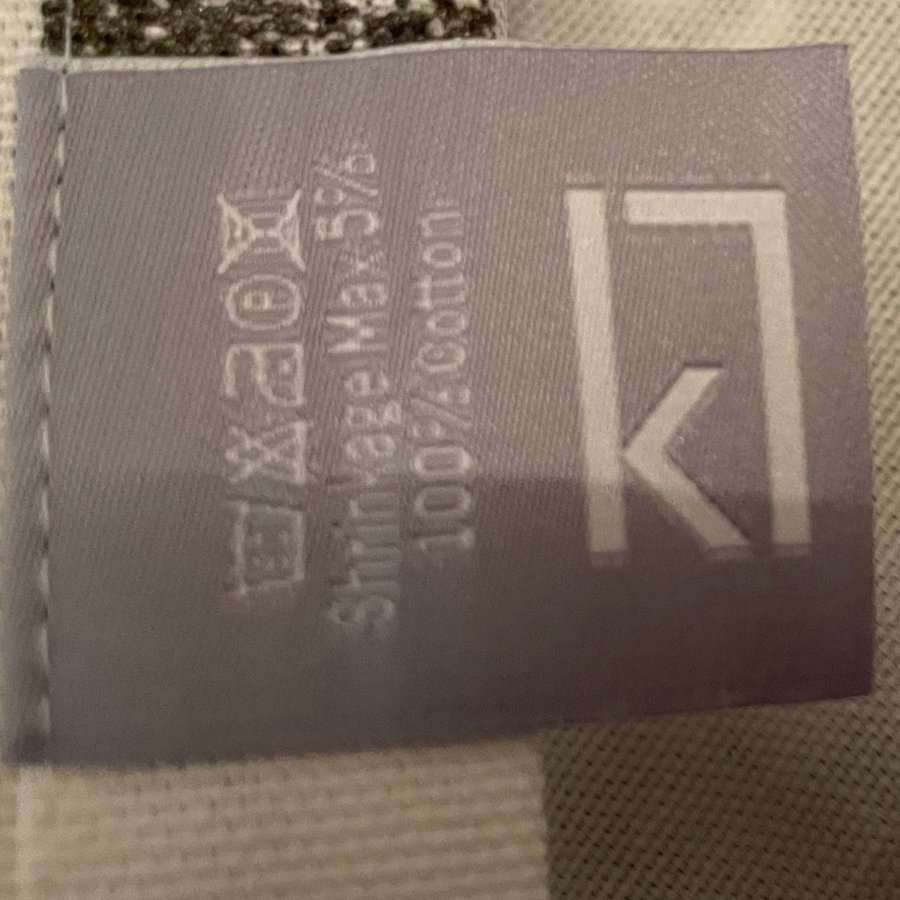 K
100% cotton
Shrinkage Max 5%
P